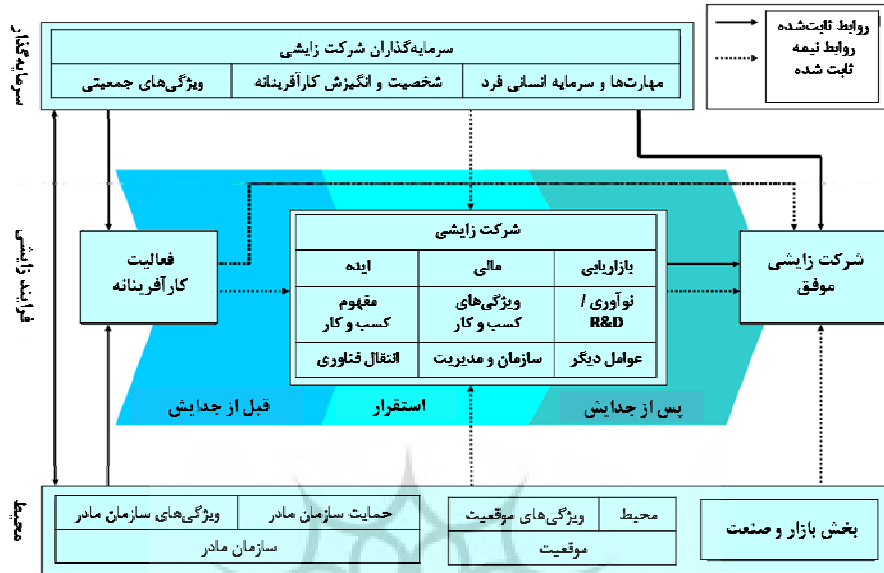 سرمایه‌گذار
سرمایه‌گذاران شرکت زایشی
مهارت‌ها و سرمایه انسانی فرد
شخصیت و انگیزش کارآفرینانه
ویژگی‌های جمعیتی
روابط ثابت‌شده
روابط نیمه
ثابت شده
فرایند زایشی
فعالیت
کارآفرینانه
شرکت زایشی
بازاریابی
مالی
ایده
نوآوری /
R&D
ویژگی‌های
کسب و کار
مفهوم
کسب و کار
عوامل دیگر
سازمان و مدیریت
انتقال فناوری
شرکت زایشی
موفق
قبل از جدایش
استقرار
پس از جدایش
محیط
بخش بازار و صنعت
محیط
ویژگی‌های موقعیت
موقعیت
حمایت سازمان مادر
ویژگی‌های سازمان مادر
سازمان مادر